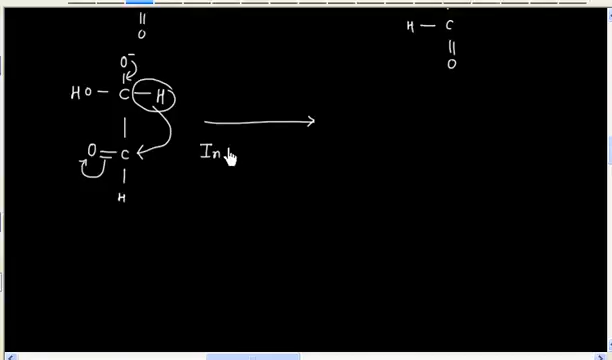 O
H — C
O
O⁻
HO — C — H
O = C
In
H